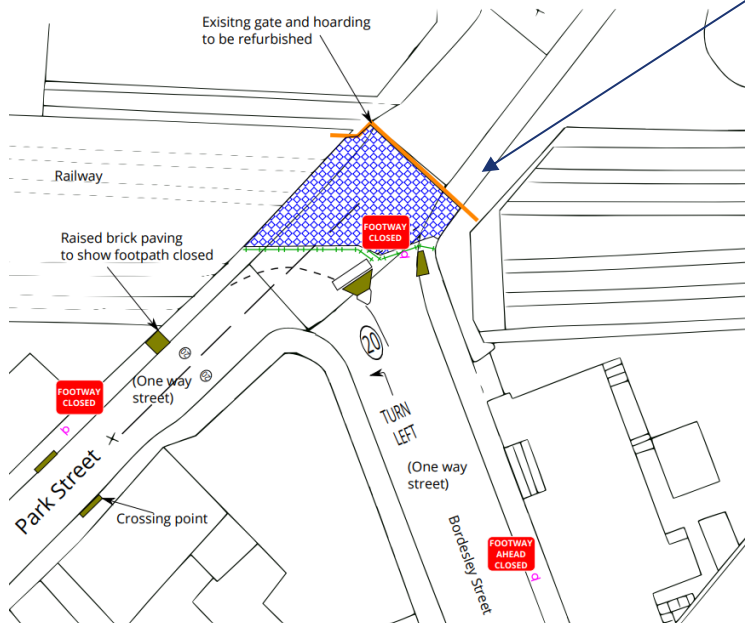 Exisitng gate and hoarding
to be refurbished
Railway
Raised brick paving
to show footpath closed
FOOTWAY
CLOSED
20
FOOTWAY
CLOSED
(One way
street)
TURN
LEFT
(One way
street)
Park Street
Crossing point
Bordesley Street
FOOTWAY
AHEAD
CLOSED